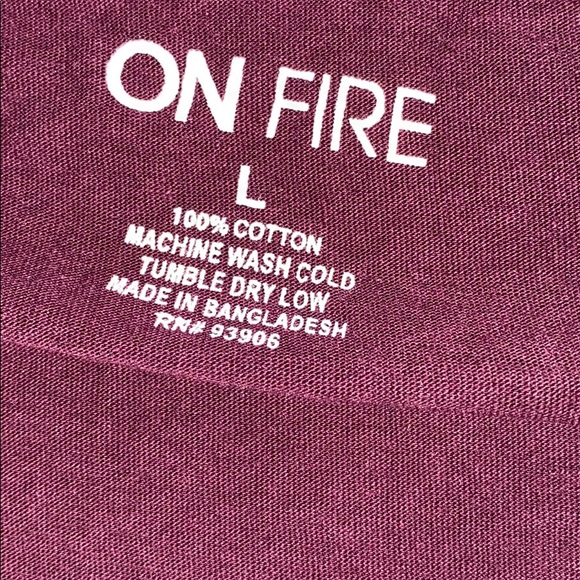 ON FIRE
L
100% COTTON
MACHINE WASH COLD
TUMBLE DRY LOW
MADE IN BANGLADESH
RN# 93906